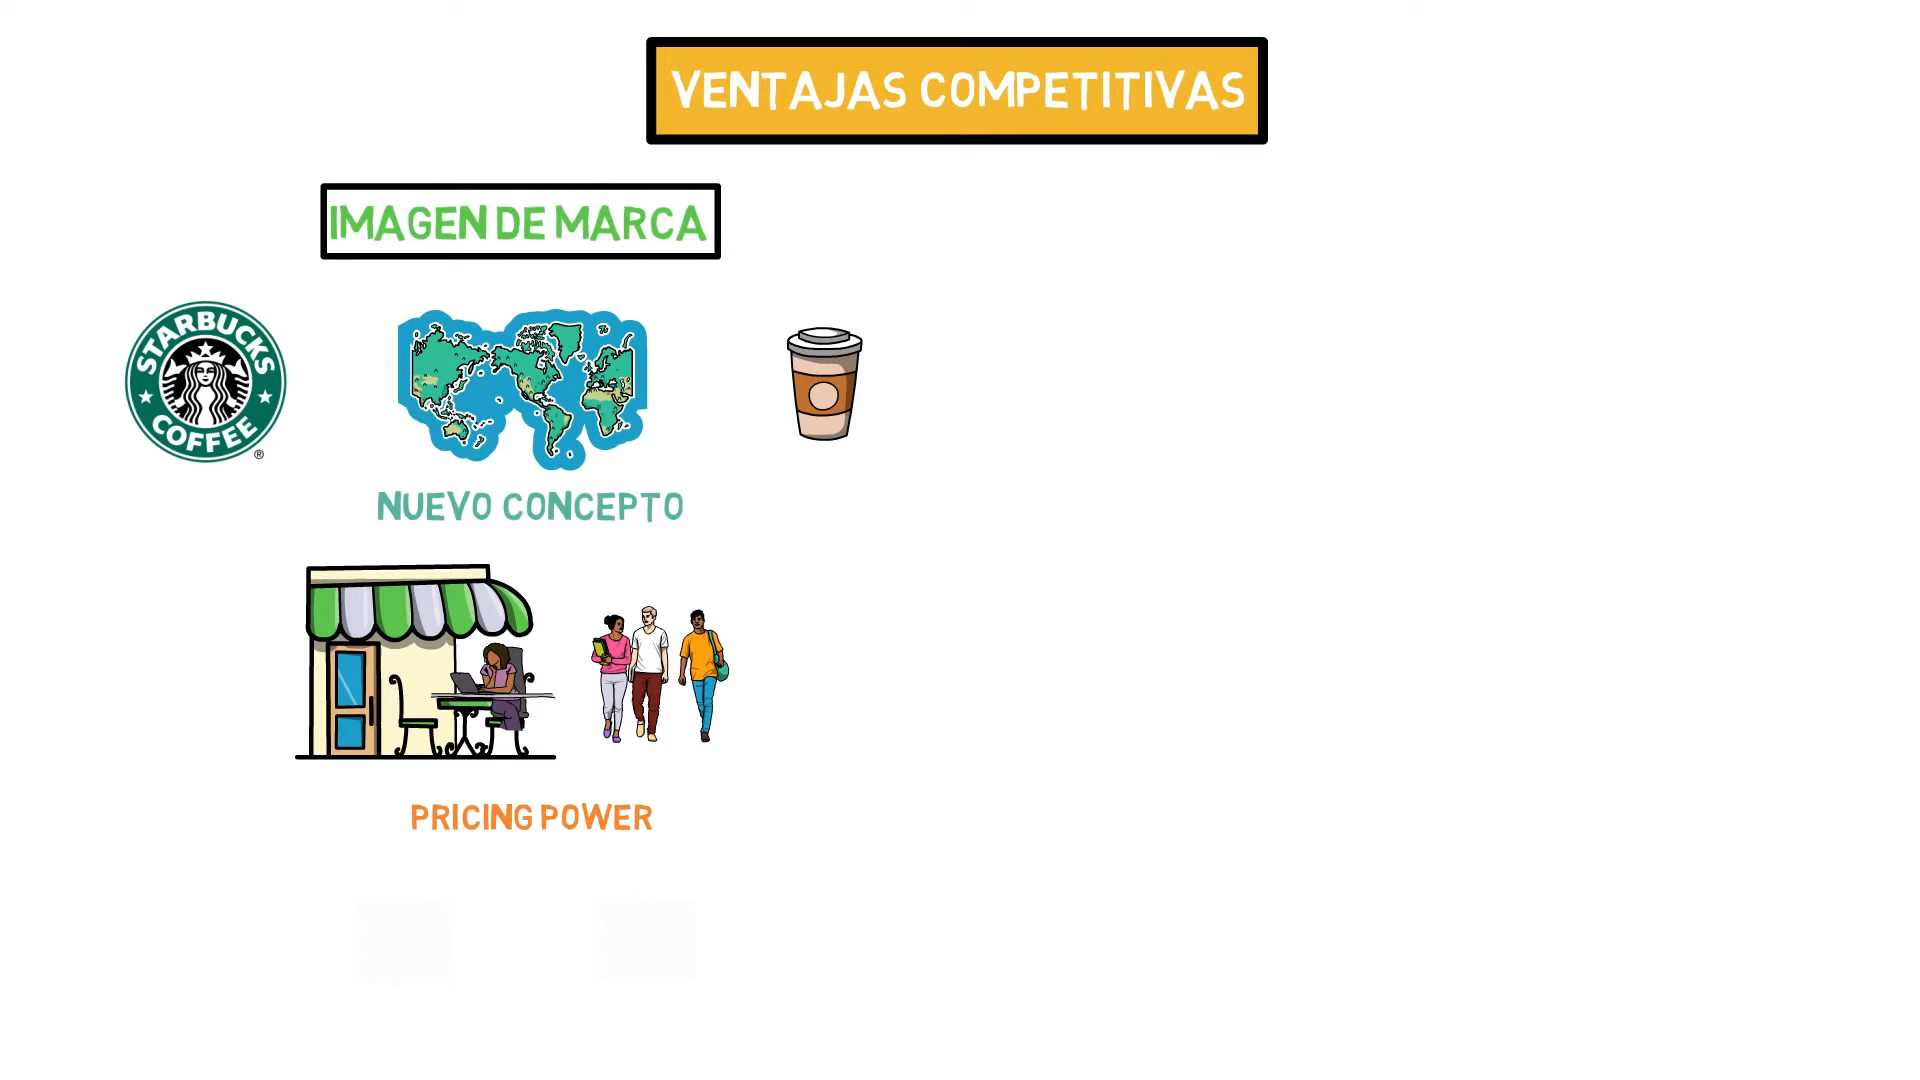 VENTAJAS COMPETITIVAS
IMAGEN DE MARCA
STARBUCKS
COFFEE
®
NUEVO CONCEPTO
PRICING POWER